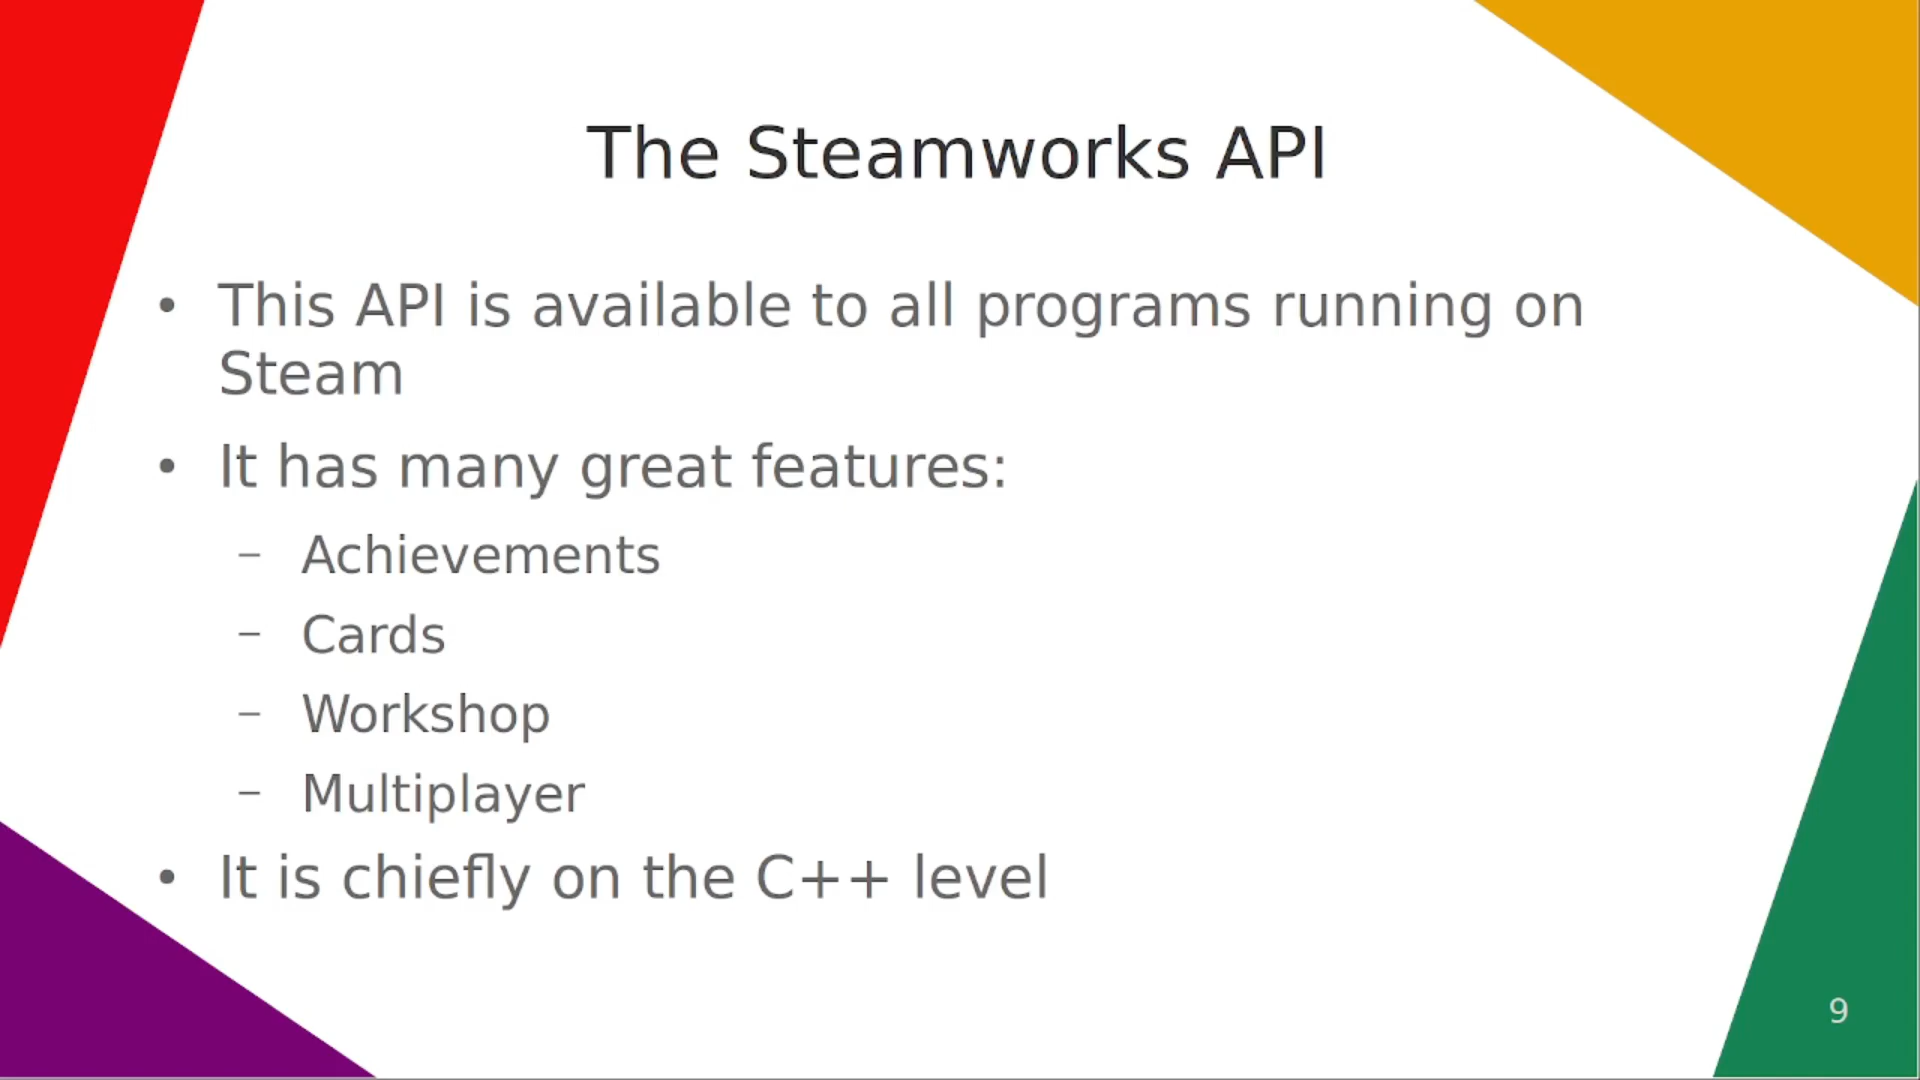 The Steamworks API
• This API is available to all programs running on
Steam
• It has many great features:
– Achievements
– Cards
– Workshop
– Multiplayer
• It is chiefly on the C++ level
9